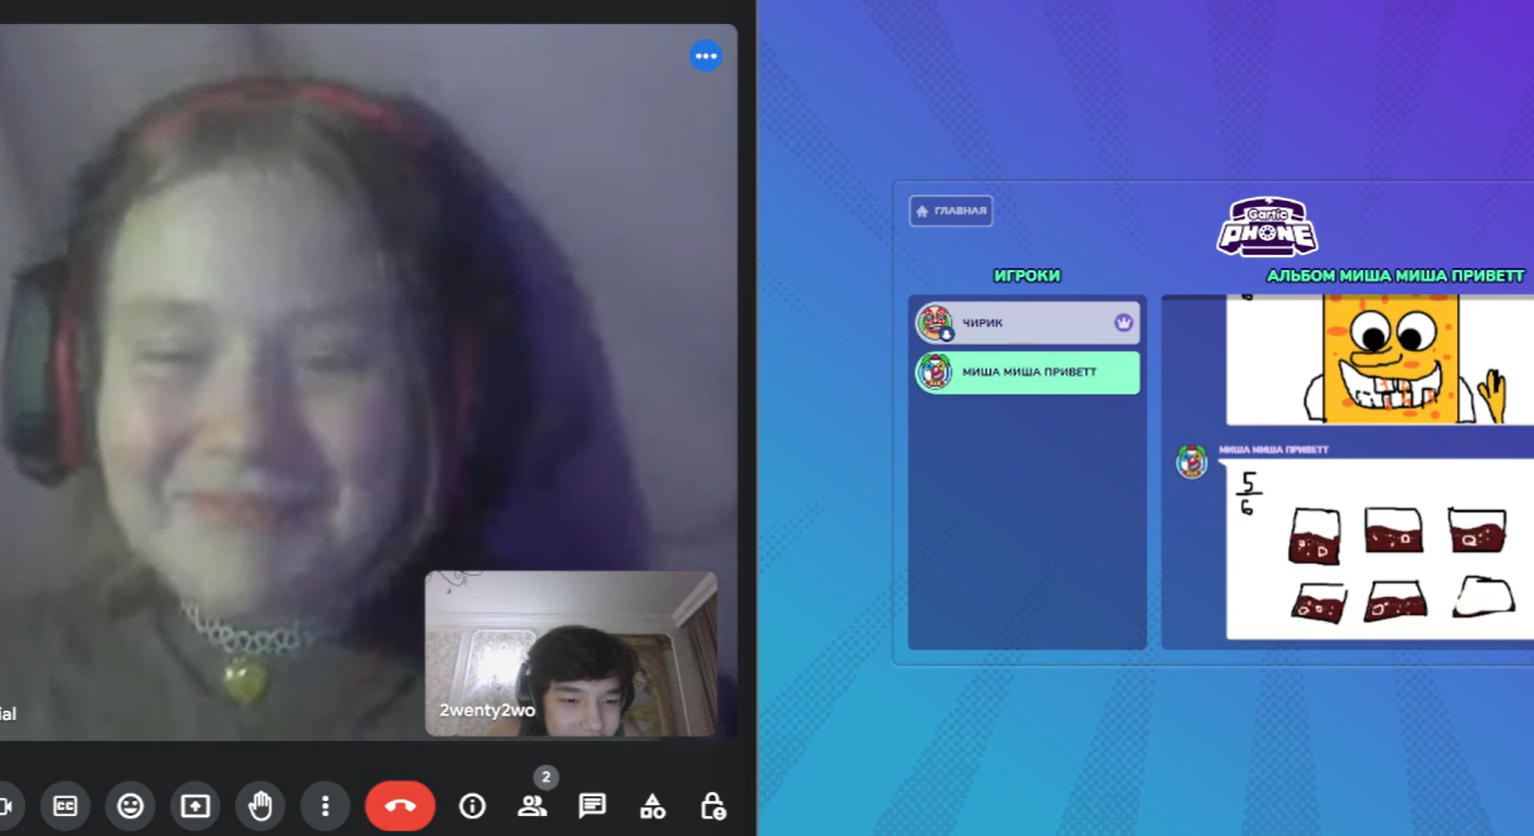 ial
2wenty2wo
CC
2
ГЛАВНАЯ
Gartic
PHONE
ИГРОКИ
ЧИРИК
МИША МИША ПРИВЕТТ
АЛЬБОМ МИША МИША ПРИВЕТТ
МИША МИША ПРИВЕТТ
5
6